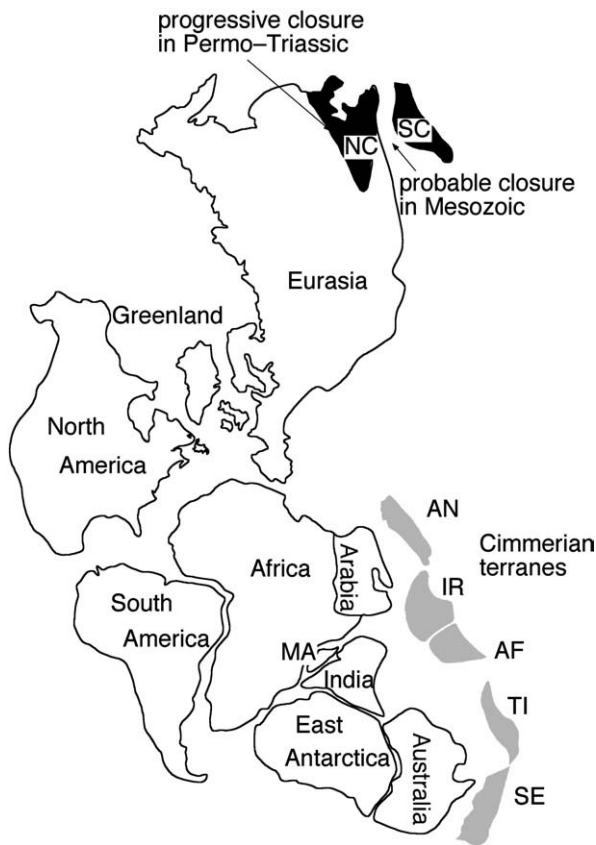 progressive closure
in Permo–Triassic
NC
SC
probable closure
in Mesozoic
Eurasia
Greenland
North
America
AN
Cimmerian
terranes
Africa
Arabia
IR
South
America
MA
AF
India
TI
East
Antarctica
Australia
SE